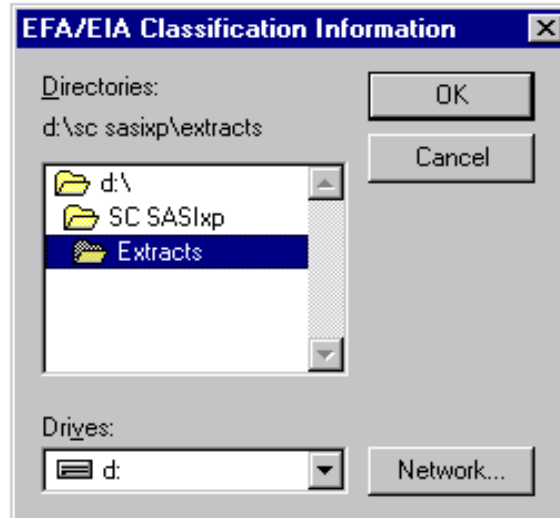 EFA/EIA Classification Information
Directories:
d:\sc sasixp\extracts
OK
Cancel
d:\
SC SASIxp
Extracts
Drives:
d:
Network...